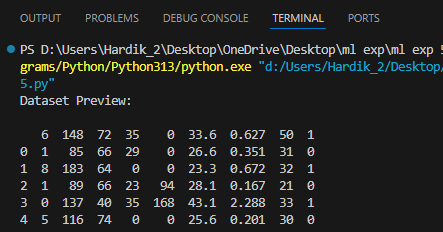 OUTPUT PROBLEMS DEBUG CONSOLE TERMINAL PORTS
PS D:\Users\Hardik_2\Desktop\OneDrive\Desktop\ml exp\ml exp 5
grams/Python/Python313/python.exe "d:/Users/Hardik_2/Desktop/
5.py"
Dataset Preview:
6 148 72 35 0 33.6 0.627 50 1
0 1 85 66 29 0 26.6 0.351 31 0
1 8 183 64 0 0 23.3 0.672 32 1
2 1 89 66 23 94 28.1 0.167 21 0
3 0 137 40 35 168 43.1 2.288 33 1
4 5 116 74 0 0 25.6 0.201 30 0